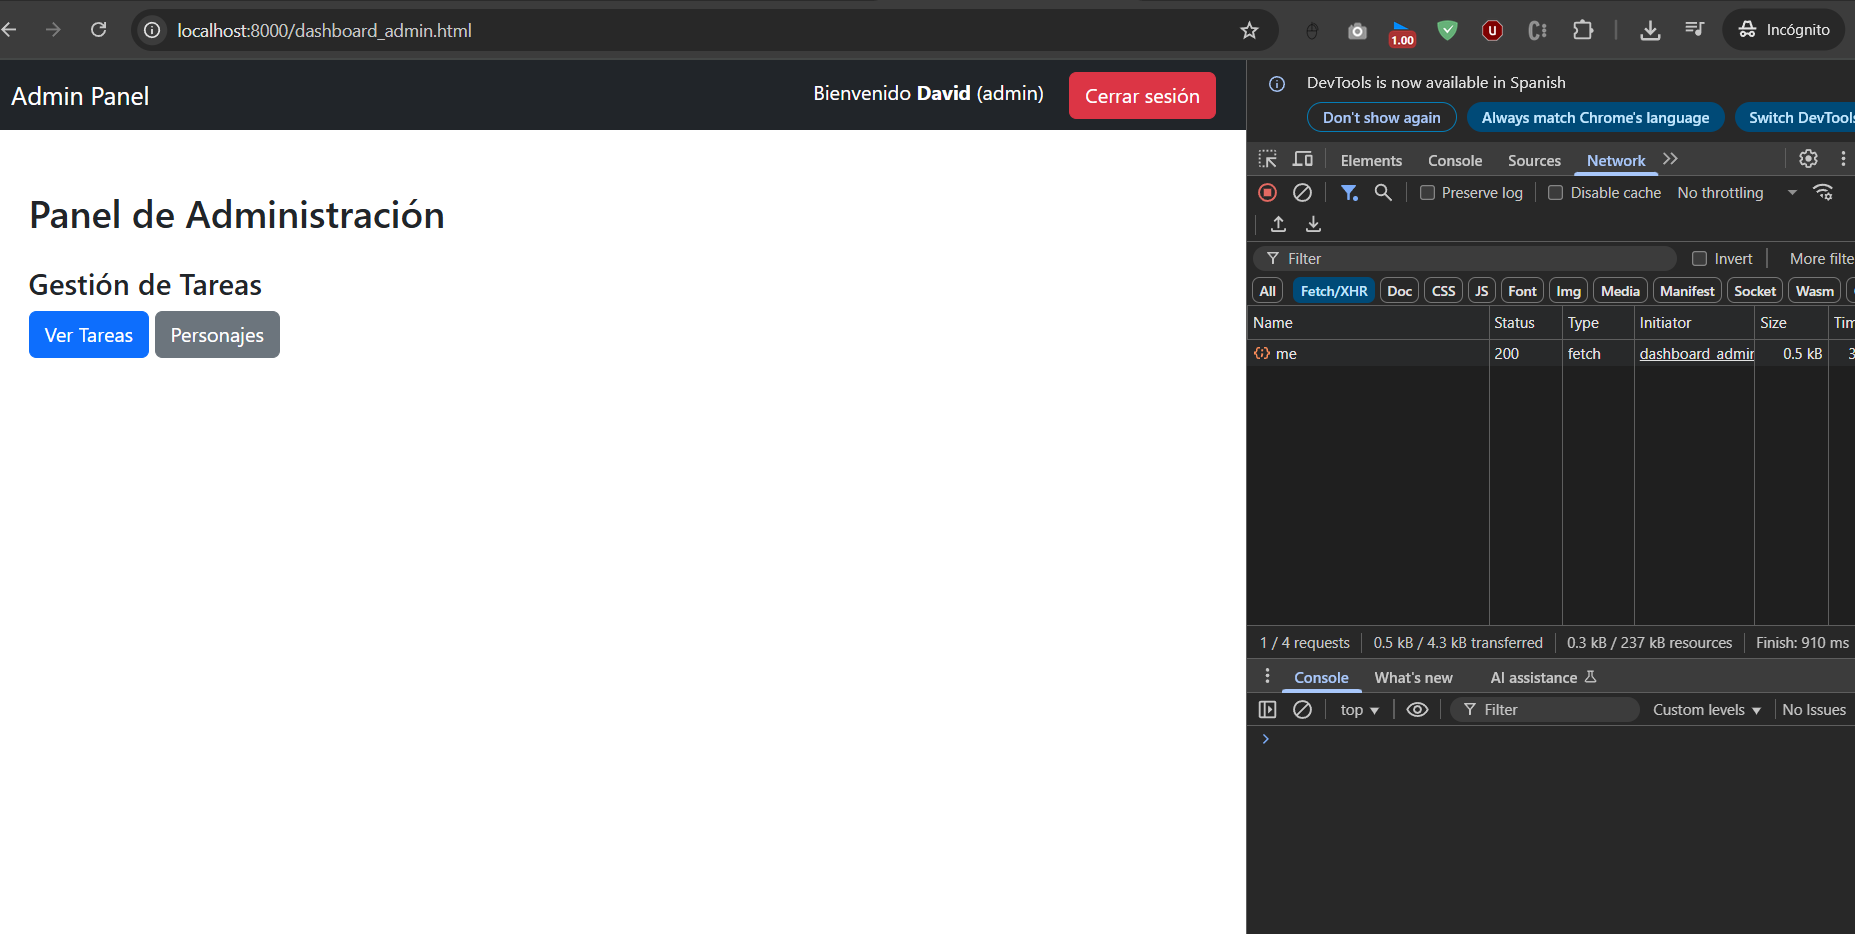 localhost:8000/dashboard_admin.html
1.00
Incógnito
Admin Panel
Bienvenido David (admin)
Cerrar sesión
Panel de Administración
Gestión de Tareas
Ver Tareas Personajes
DevTools is now available in Spanish
Don't show again Always match Chrome's language Switch DevTools
Elements Console Sources Network
Preserve log Disable cache No throttling
Filter Invert More filte
All Fetch/XHR Doc CSS JS Font Img Media Manifest Socket Wasm
Name Status Type Initiator Size Tim
me 200 fetch dashboard_admin 0.5 kB 3
1 / 4 requests 0.5 kB / 4.3 kB transferred 0.3 kB / 237 kB resources Finish: 910 ms
Console What's new AI assistance
top Filter Custom levels No Issues